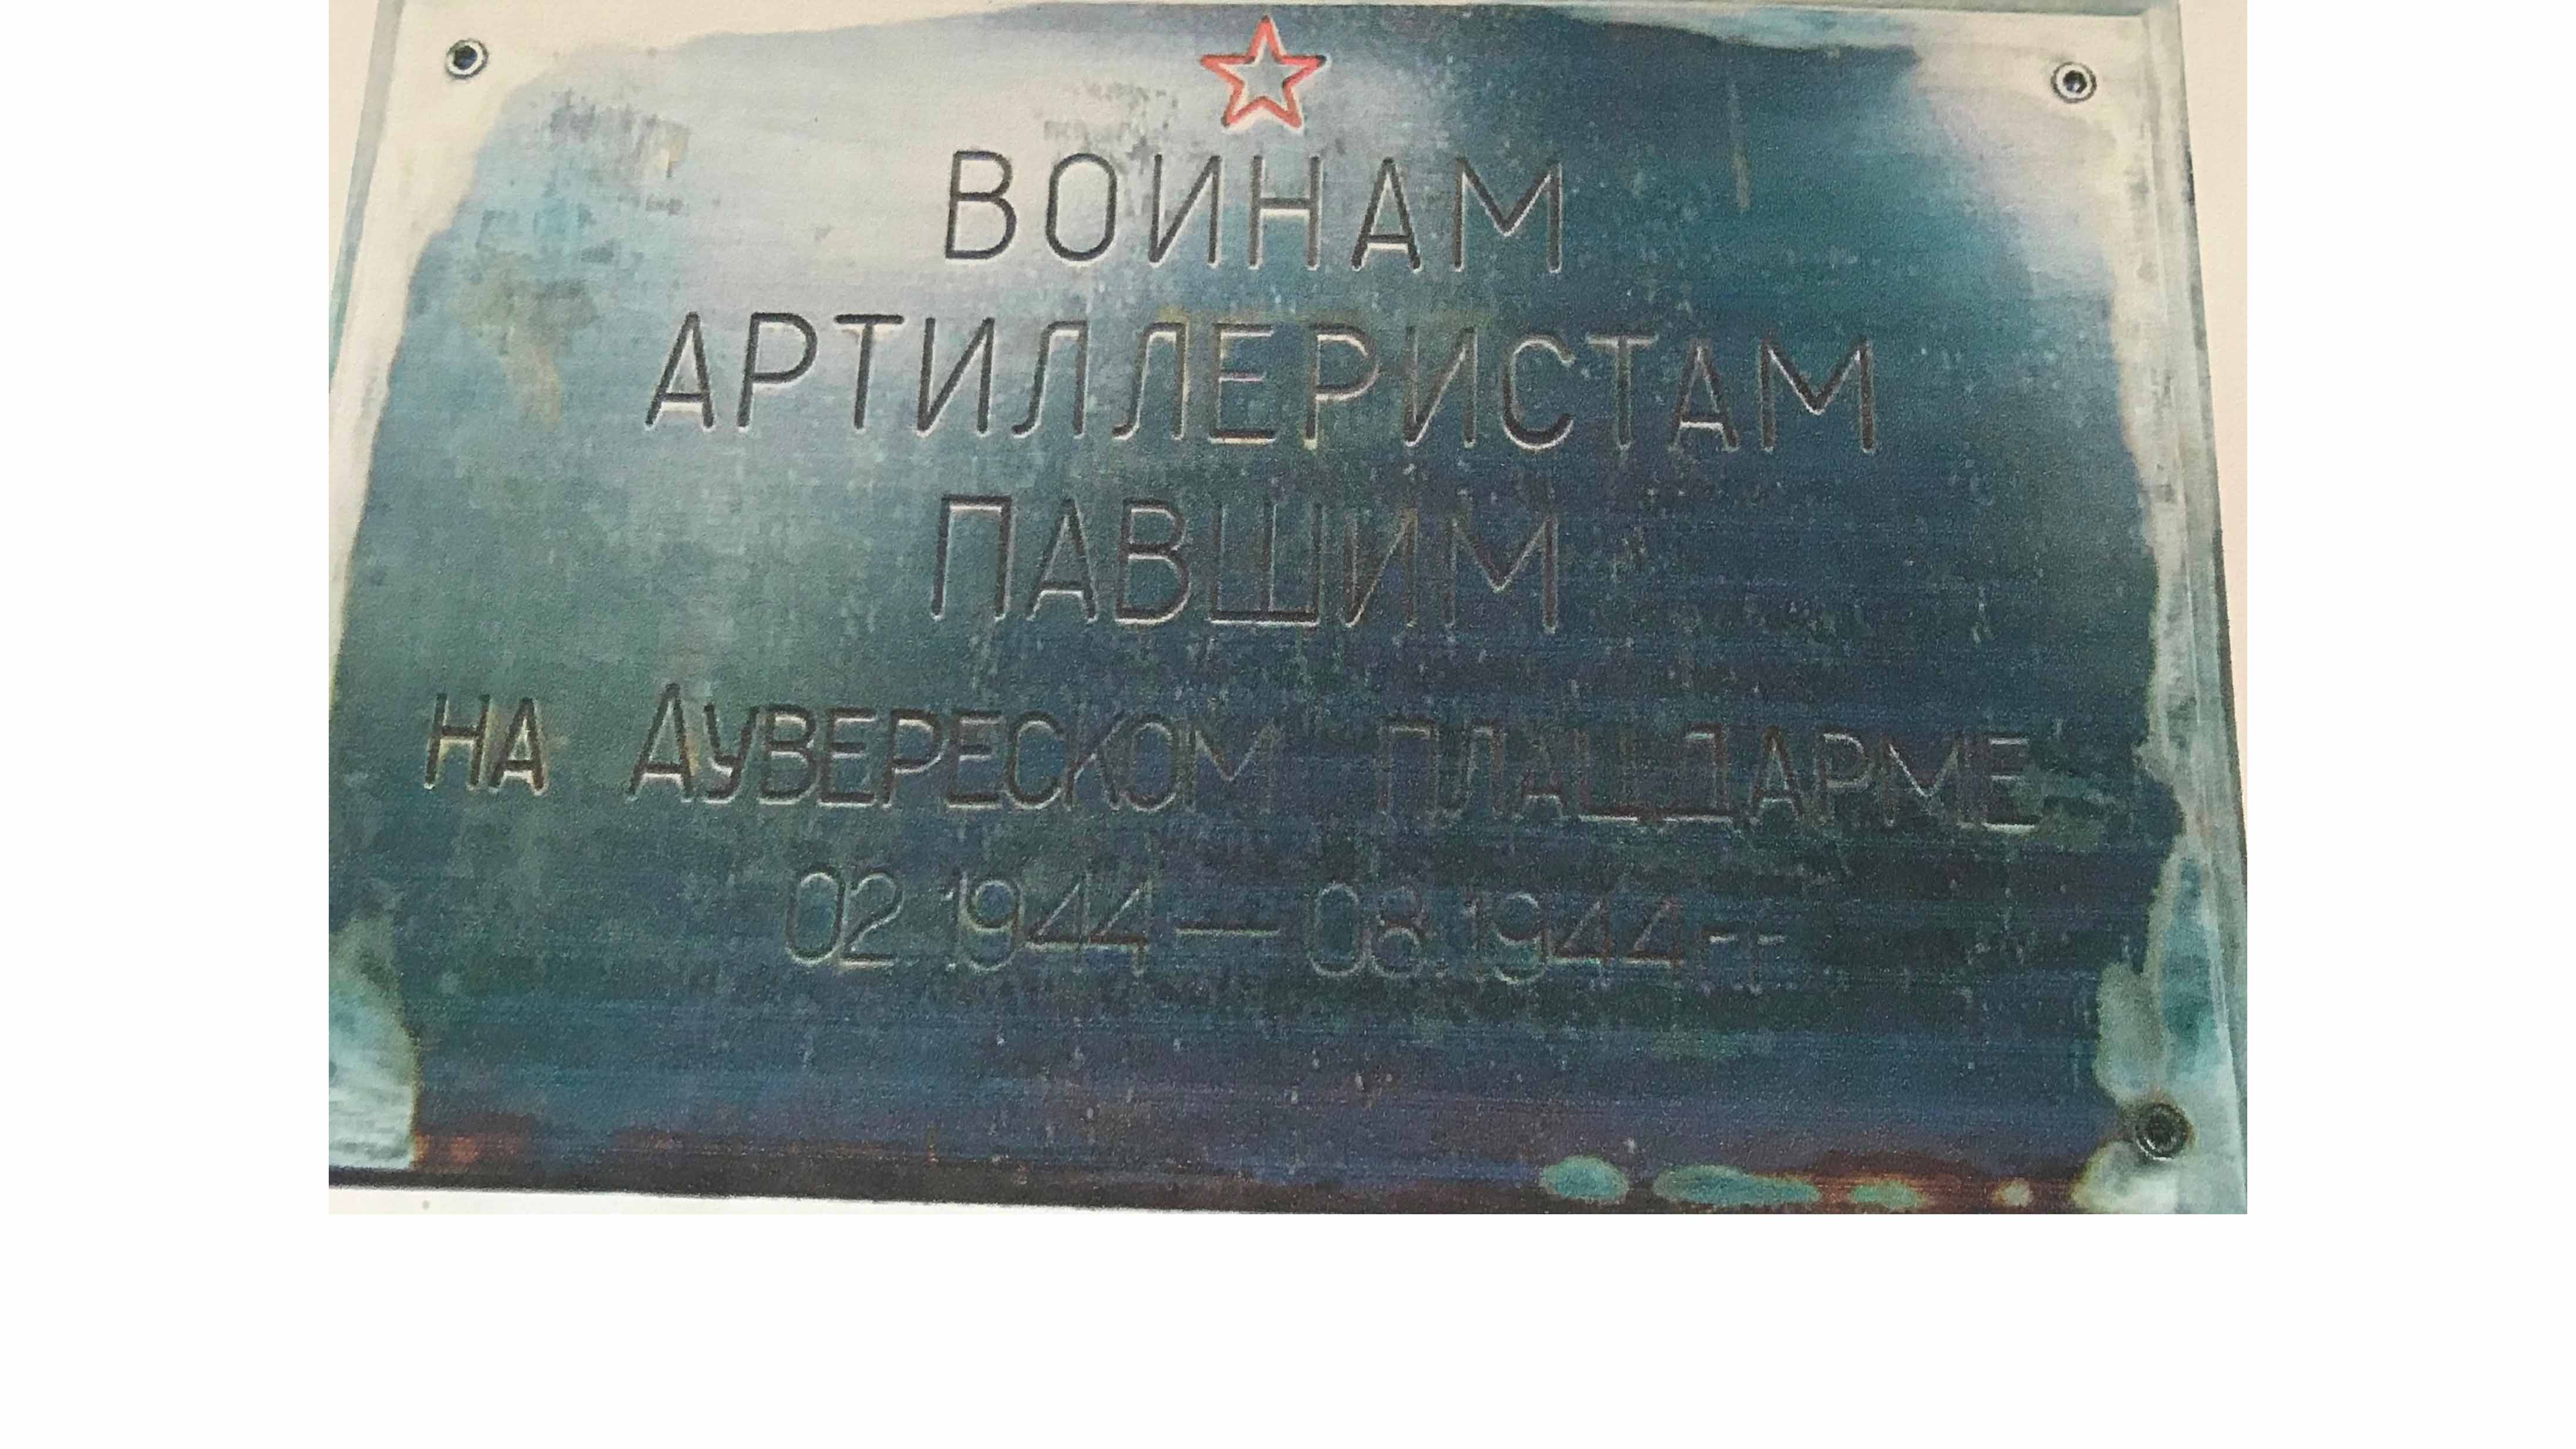 ВОИНАМ
АРТИЛЛЕРИСТАМ
ПАВШИМ
НА АУВЕРЕСКОМ ПЛАЦДАРМЕ
02.1944 — 08.1944 г.г.